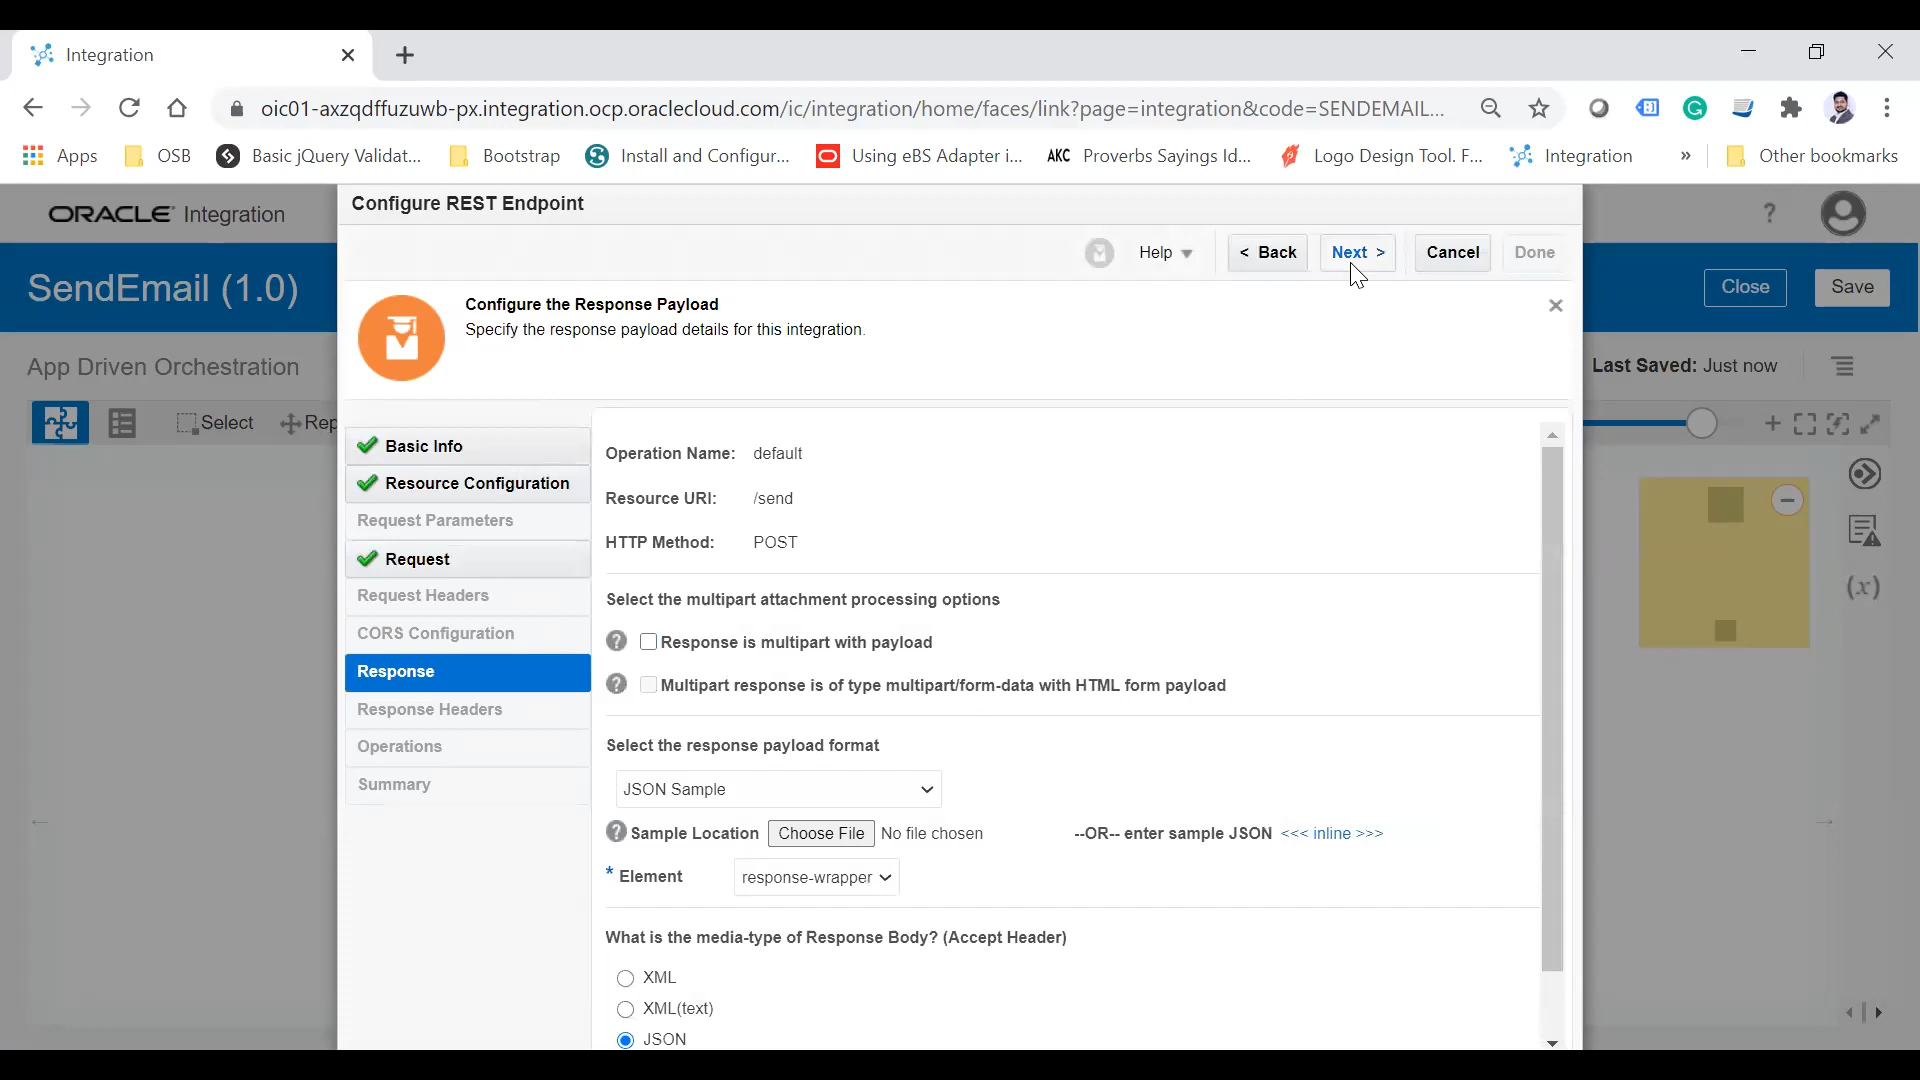 Integration
oic01-axzqdffuzuwb-px.integration.ocp.oraclecloud.com/ic/integration/home/faces/link?page=integration&code=SENDEMAIL...
Apps OSB Basic jQuery Validat... Bootstrap Install and Configur... Using eBS Adapter i... AKC Proverbs Sayings Id... Logo Design Tool. F... Integration » Other bookmarks
Configure REST Endpoint
ORACLE Integration ?
Help < Back Next > Cancel Done
SendEmail (1.0) Close Save
Configure the Response Payload
Specify the response payload details for this integration.
App Driven Orchestration Last Saved: Just now
Select Rep
Basic Info
Resource Configuration
Request Parameters
Request
Request Headers
CORS Configuration
Response
Response Headers
Operations
Summary
Operation Name: default
Resource URI: /send
HTTP Method: POST
Select the multipart attachment processing options
? Response is multipart with payload
? Multipart response is of type multipart/form-data with HTML form payload
Select the response payload format
JSON Sample
? Sample Location Choose File No file chosen --OR-- enter sample JSON <<< inline >>>
* Element response-wrapper
What is the media-type of Response Body? (Accept Header)
XML
XML(text)
JSON
(x)